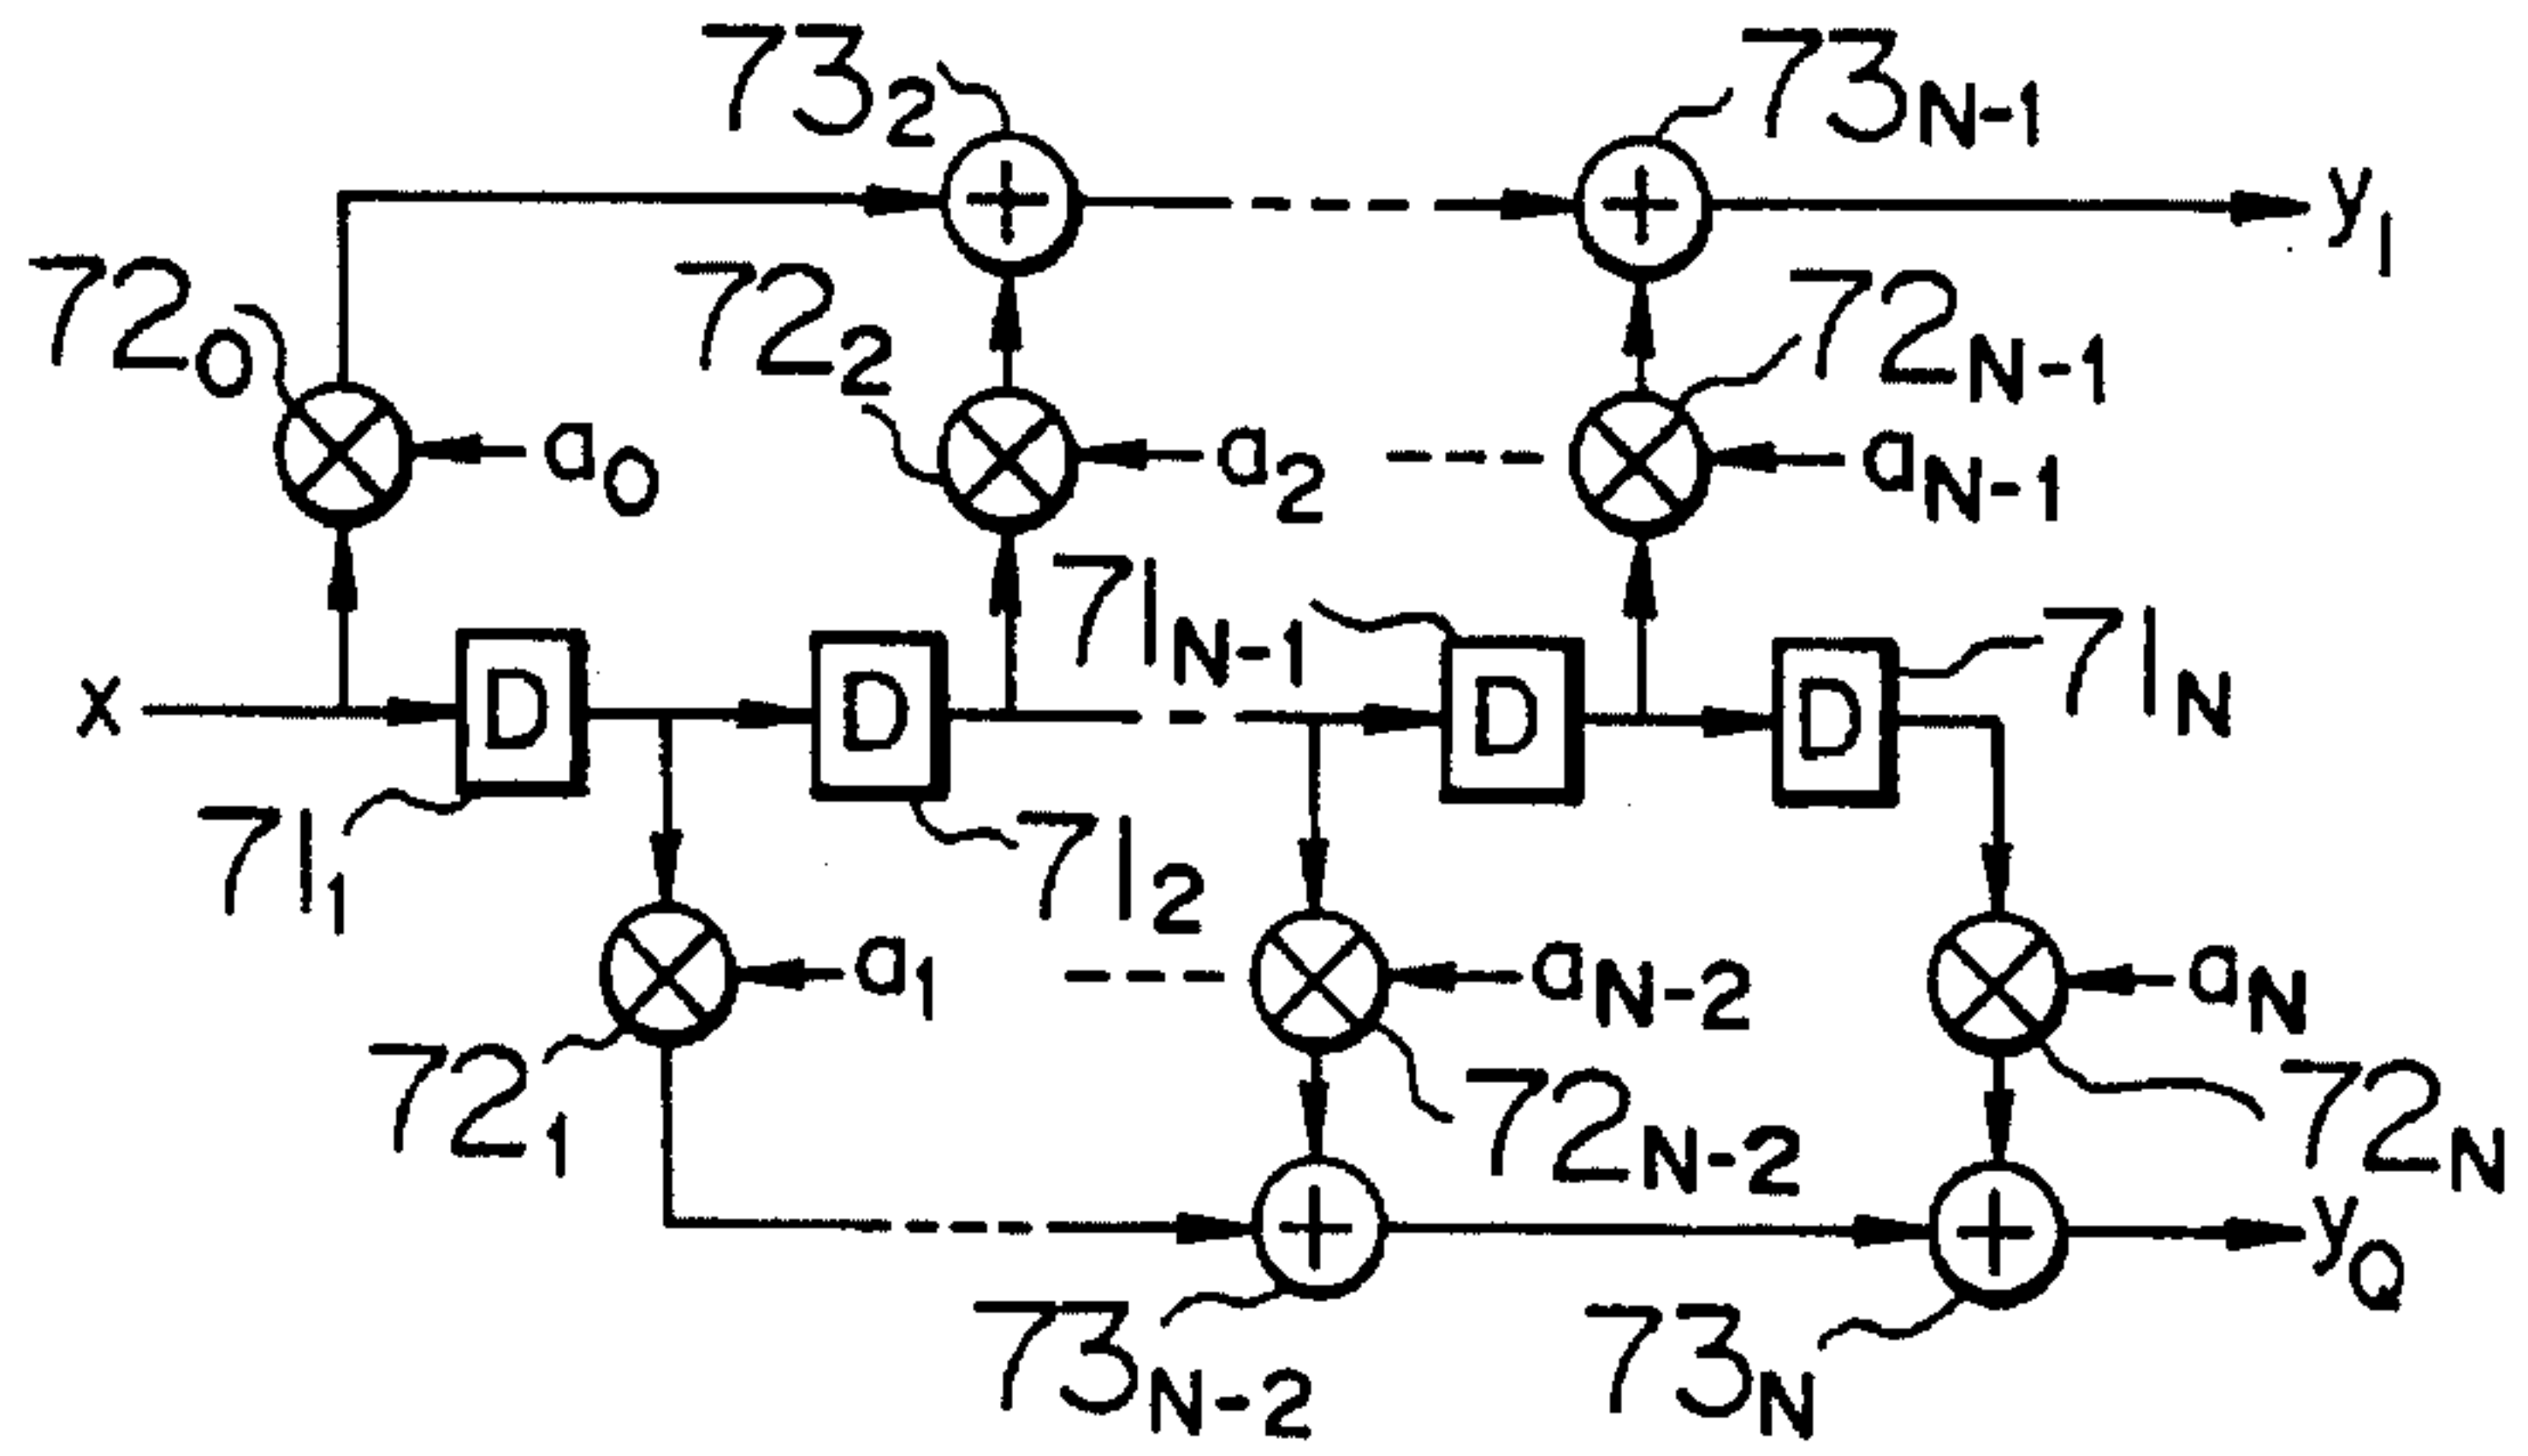 73₂
73N-1
y₁
72₀
72₂
72N-1
a₀
a₂
aN-1
71N-1
71N
x
D
D
D
D
71₁
71₂
a₁
aN-2
aN
72₁
72N-2
72N
yQ
73N-2
73N